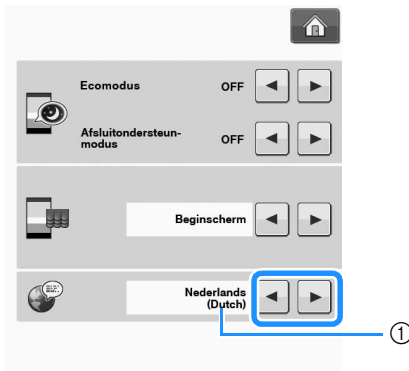 Ecomodus OFF
Afsluitondersteun-
modus OFF
Beginscherm
Nederlands
(Dutch)
①